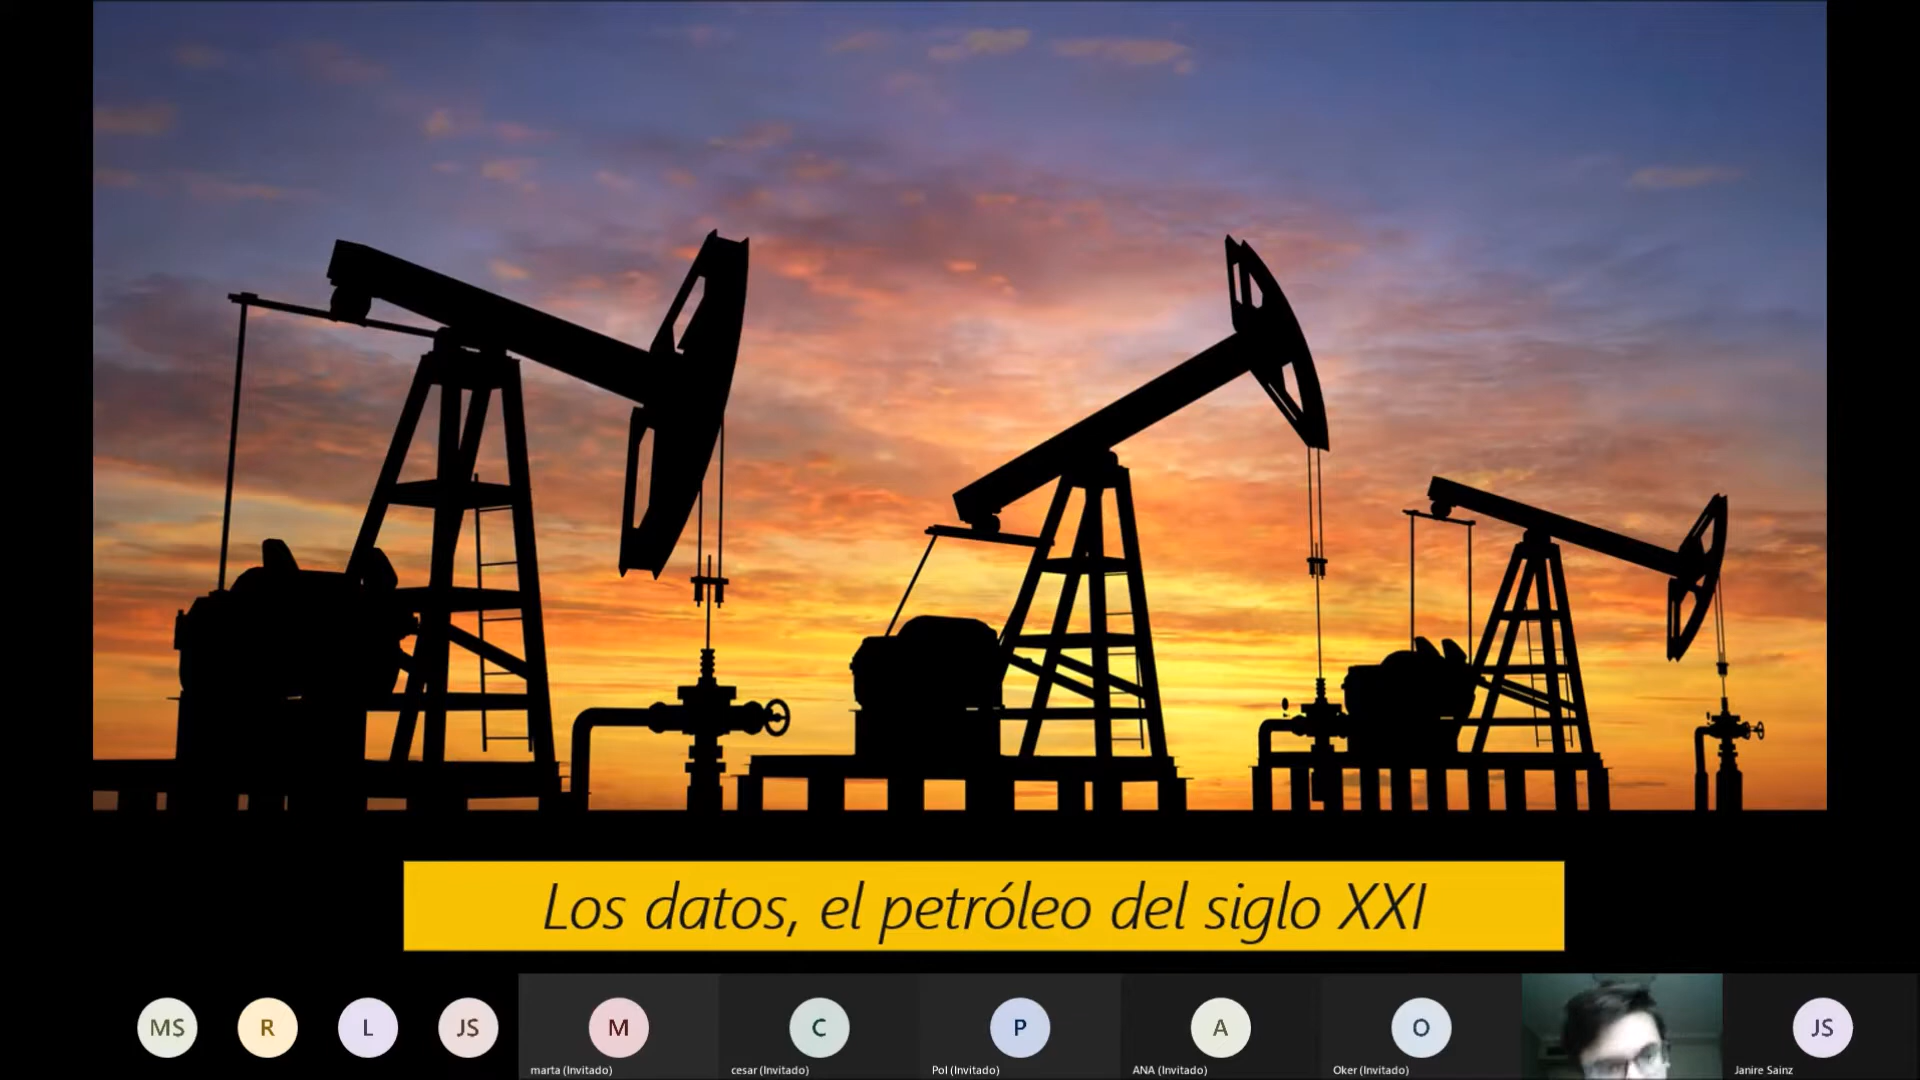 Los datos, el petróleo del siglo XXI
MS
R
L
JS
M
C
P
A
O
JS
marta (Invitado)
cesar (Invitado)
Pol (Invitado)
ANA (Invitado)
Oker (Invitado)
Janire Sainz